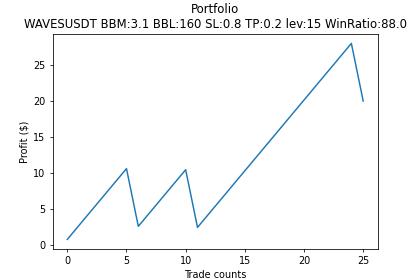 Portfolio
WAVESUSDT BBM:3.1 BBL:160 SL:0.8 TP:0.2 lev:15 WinRatio:88.0
25
20
15
10
5
0
Profit ($)
0 5 10 15 20 25
Trade counts